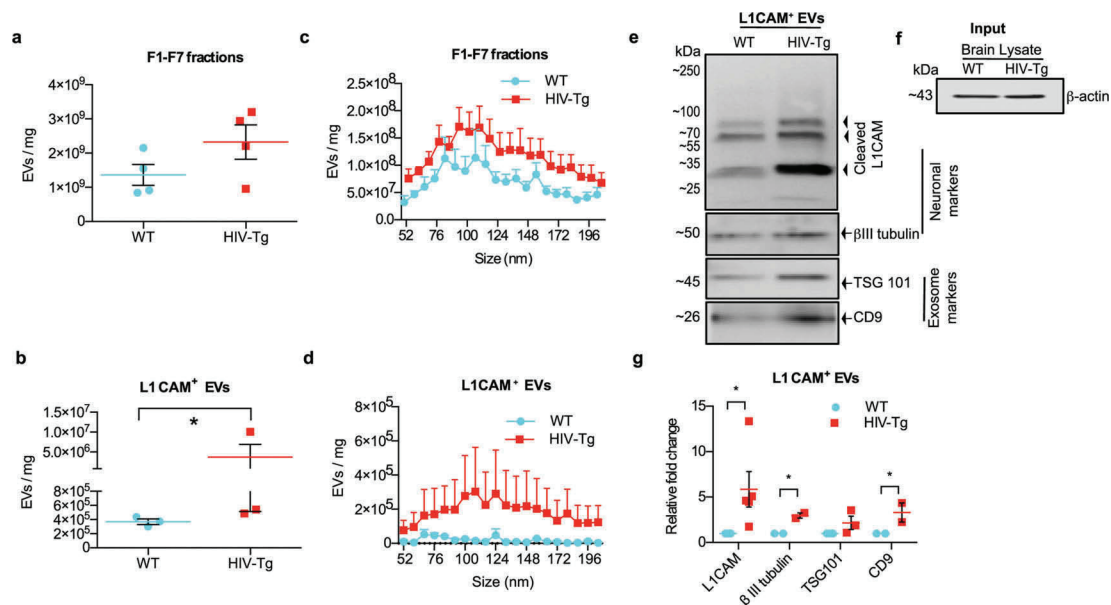 a
F1-F7 fractions
EVs / mg
4×10⁹
3×10⁹
2×10⁹
1×10⁹
WT
HIV-Tg
b
L1 CAM⁺ EVs
EVs / mg
1.5×10⁷
1.0×10⁷
5.0×10⁶
8×10⁵
6×10⁵
4×10⁵
2×10⁵
0
*
WT
HIV-Tg
c
F1-F7 fractions
WT
HIV-Tg
EVs / mg
2.5×10⁸
2.0×10⁸
1.5×10⁸
1.0×10⁸
5.0×10⁷
0.0
52 76 100 124 148 172 196
Size (nm)
d
L1CAM⁺ EVs
WT
HIV-Tg
EVs / mg
8×10⁵
6×10⁵
4×10⁵
2×10⁵
0
52 76 100 124 148 172 196
Size (nm)
e
L1CAM⁺ EVs
kDa
WT HIV-Tg
~250
~100
~70
~55
~35
~25
Cleaved
L1CAM
~50
βIII tubulin
~45
TSG 101
~26
CD9
Neuronal
markers
Exosome
markers
f
Input
Brain Lysate
kDa
WT HIV-Tg
~43
β-actin
g
L1 CAM⁺ EVs
WT
HIV-Tg
Relative fold change
15
10
5
0
*
*
*
L1CAM
β III tubulin
TSG101
CD9